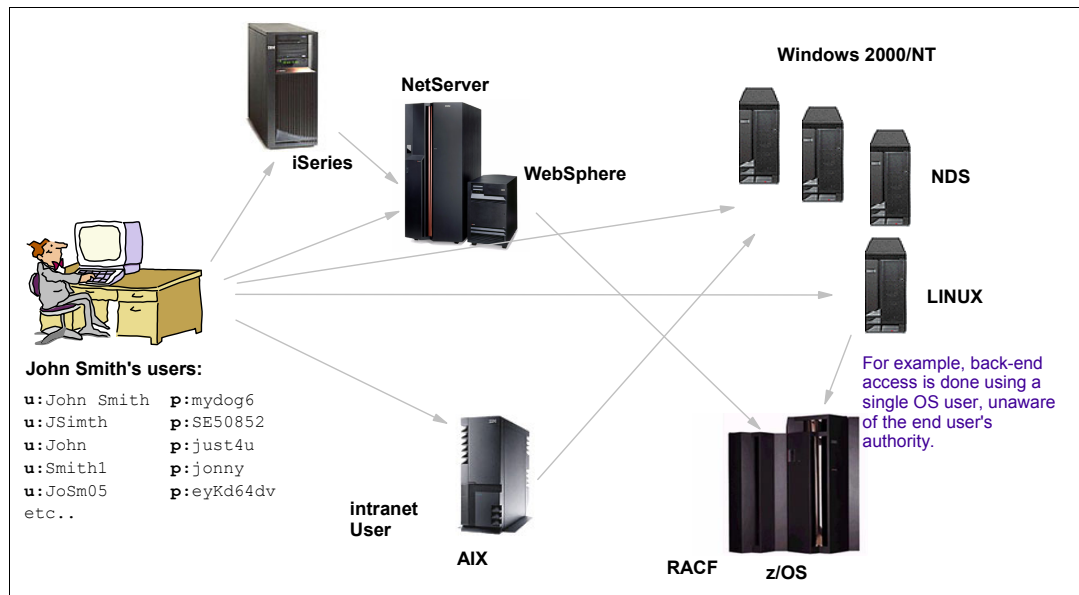 Windows 2000/NT
NetServer
iSeries
WebSphere
NDS
LINUX
John Smith's users:
u:John Smith p:mydog6
u:JSimth p:SE50852
u:John p:just4u
u:Smith1 p:jonny
u:JoSm05 p:eyKd64dv
etc..
For example, back-end
access is done using a
single OS user, unaware
of the end user's
authority.
intranet
User
AIX
RACF
z/OS